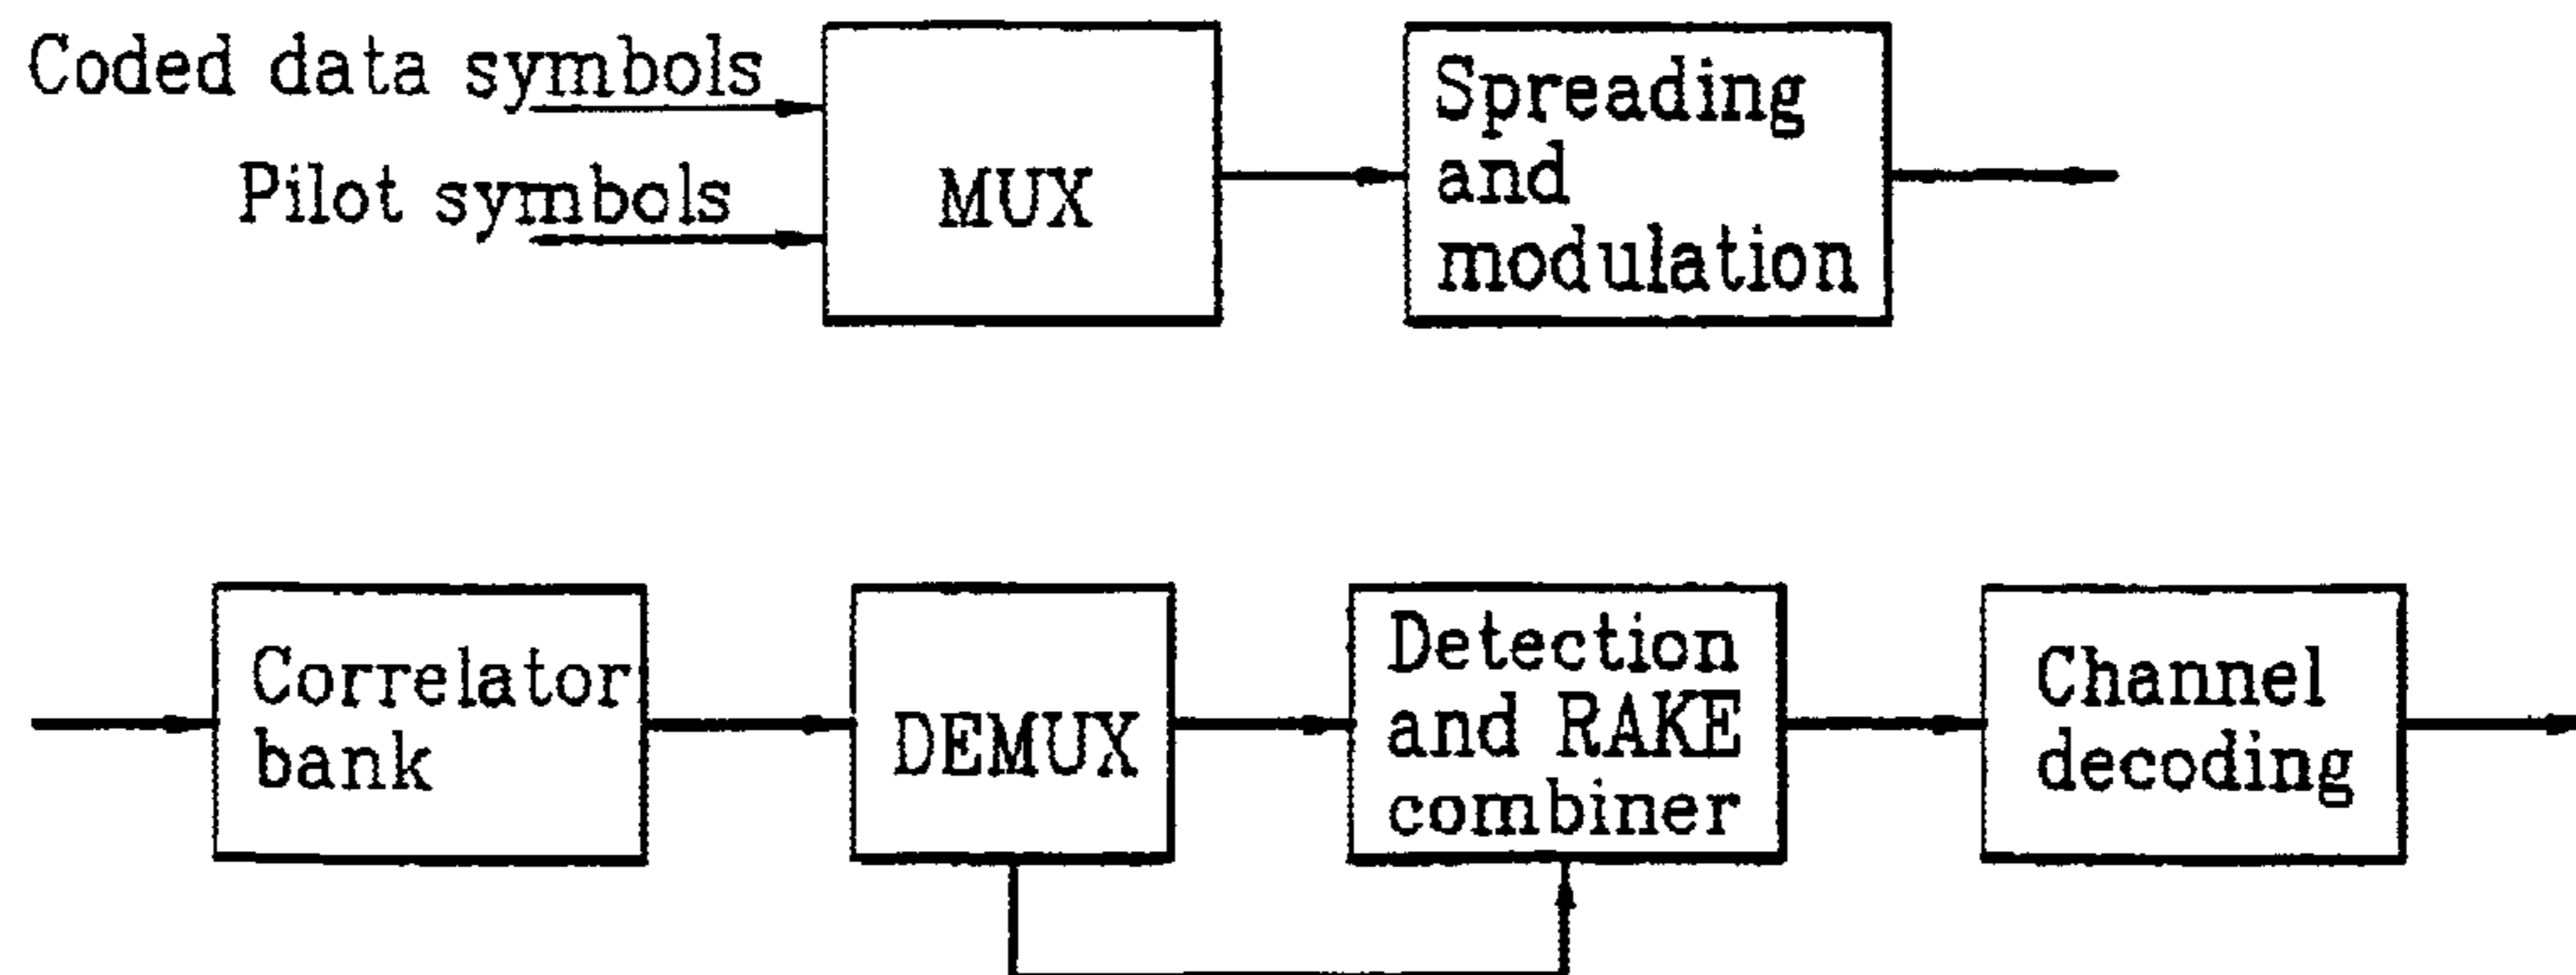 Coded data symbols
Pilot symbols
MUX
Spreading
and
modulation
Correlator
bank
DEMUX
Detection
and RAKE
combiner
Channel
decoding